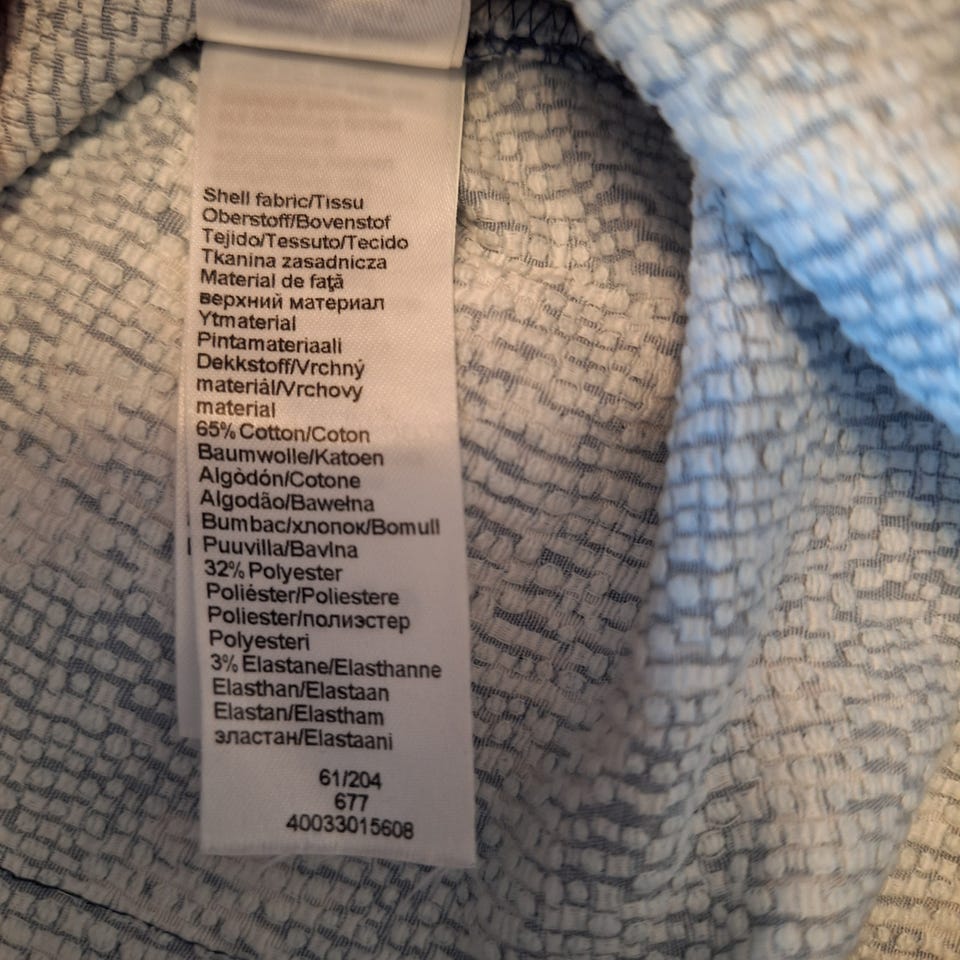 Shell fabric/Tissu
Oberstoff/Bovenstof
Tejido/Tessuto/Tecido
Tkanina zasadnicza
Material de faţă
верхний материал
Ytmaterial
Pintamateriaali
Dekkstoff/Vrchný
materiál/Vrchovy
material
65% Cotton/Coton
Baumwolle/Katoen
Algòdón/Cotone
Algodão/Bawełna
Bumbac/хлопок/Bomull
Puuvilla/Bavlna
32% Polyester
Poliéster/Poliestere
Poliester/полиэстер
Polyesteri
3% Elastane/Elasthanne
Elasthan/Elastaan
Elastan/Elastham
эластан/Elastaani
61/204
677
40033015608